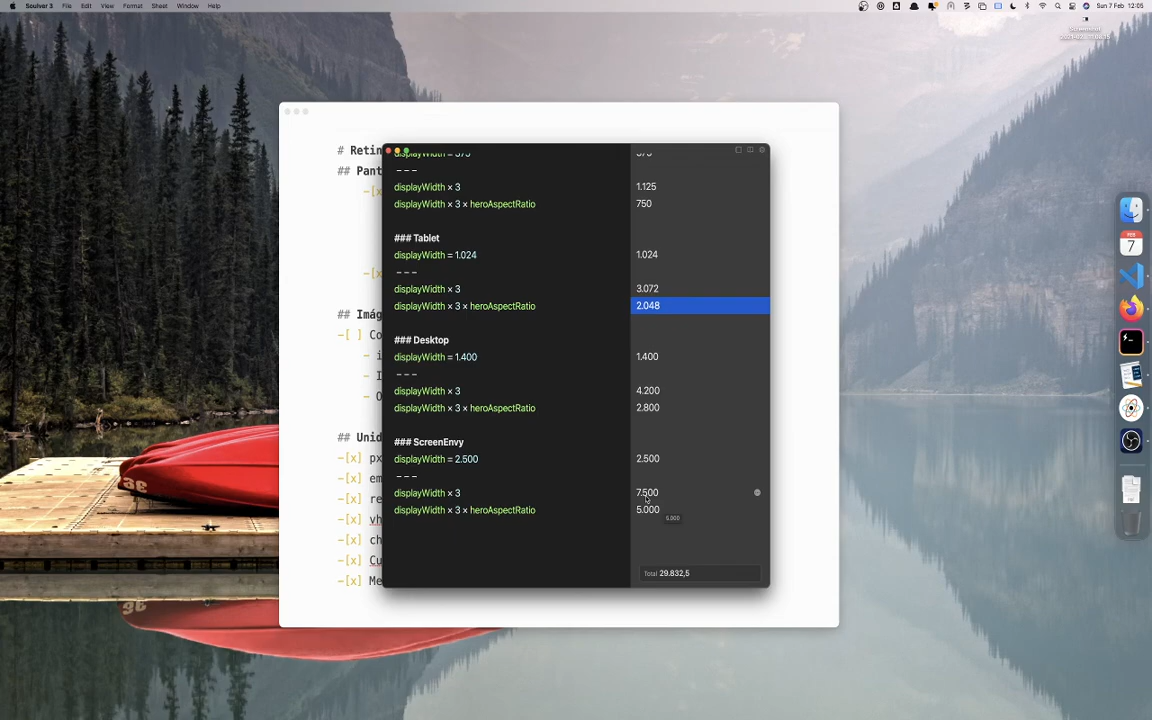 Soulver 3 File Edit View Format Sheet Window Help
Sun 7 Feb 12:05
# Retin
## Pant
-[x
-[x
## Imág
-[ ] Co
- i
- I
- O
## Unid
-[x] px
-[x] em
-[x] re
-[x] vh
-[x] ch
-[x] Cu
-[x] Me
---
displayWidth × 3 1.125
displayWidth × 3 × heroAspectRatio 750
### Tablet
displayWidth = 1.024 1.024
---
displayWidth × 3 3.072
displayWidth × 3 × heroAspectRatio 2.048
### Desktop
displayWidth = 1.400 1.400
---
displayWidth × 3 4.200
displayWidth × 3 × heroAspectRatio 2.800
### ScreenEnvy
displayWidth = 2.500 2.500
---
displayWidth × 3 7.500
displayWidth × 3 × heroAspectRatio 5.000
5.000
Total 29.832,5
FEB
7